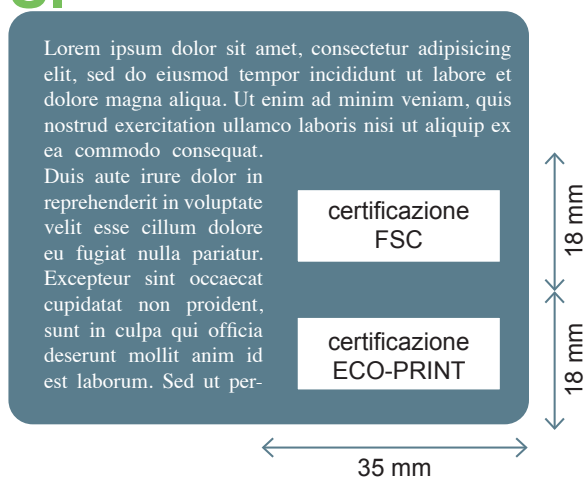 Lorem ipsum dolor sit amet, consectetur adipisicing
elit, sed do eiusmod tempor incididunt ut labore et
dolore magna aliqua. Ut enim ad minim veniam, quis
nostrud exercitation ullamco laboris nisi ut aliquip ex
ea commodo consequat.
Duis aute irure dolor in
reprehenderit in voluptate
velit esse cillum dolore
eu fugiat nulla pariatur.
Excepteur sint occaecat
cupidatat non proident,
sunt in culpa qui officia
deserunt mollit anim id
est laborum. Sed ut per-
certificazione
FSC
18 mm
certificazione
ECO-PRINT
18 mm
35 mm